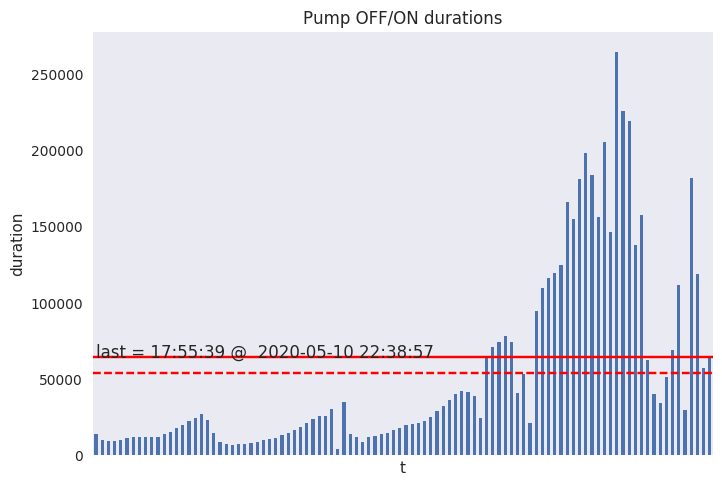 Pump OFF/ON durations
250000
200000
150000
100000
50000
0
duration
last = 17:55:39 @  2020-05-10 22:38:57
t